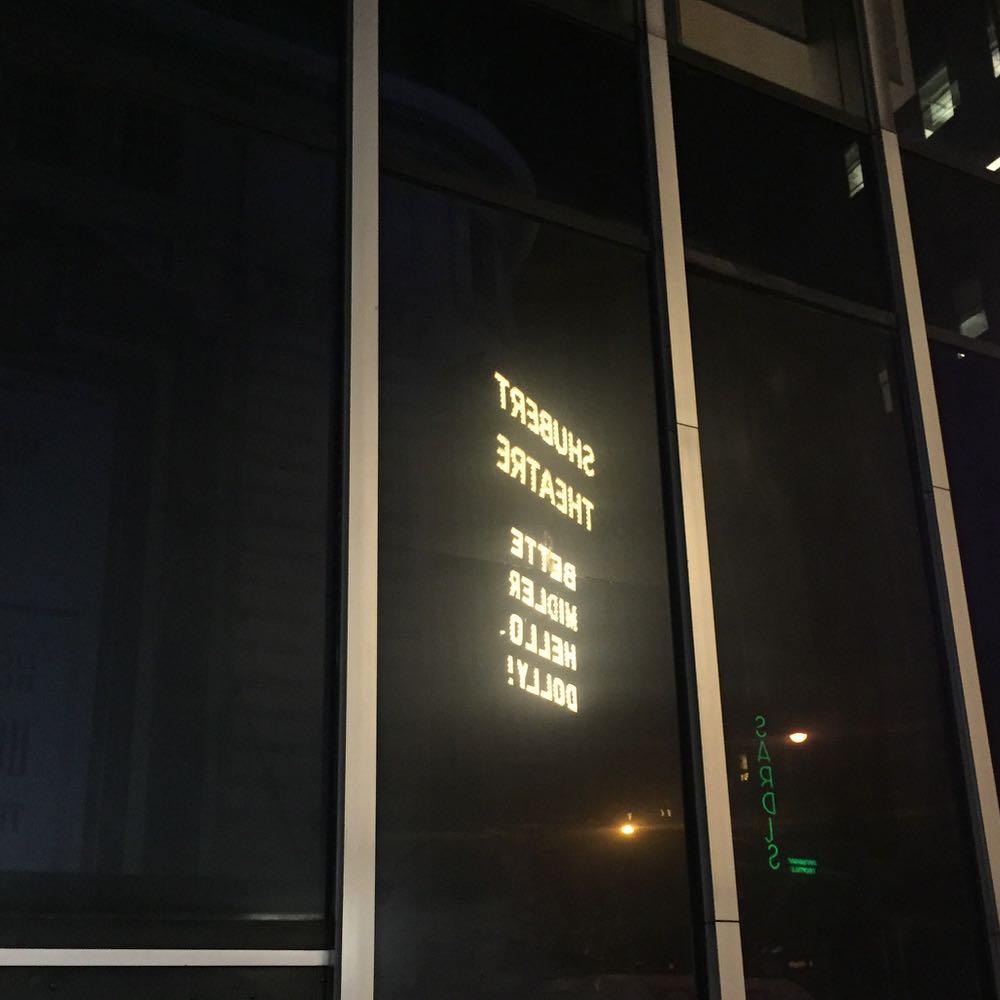 SHUBERT
THEATRE
BETTE
MIDLER
HELLO,
DOLLY!
SARDI'S